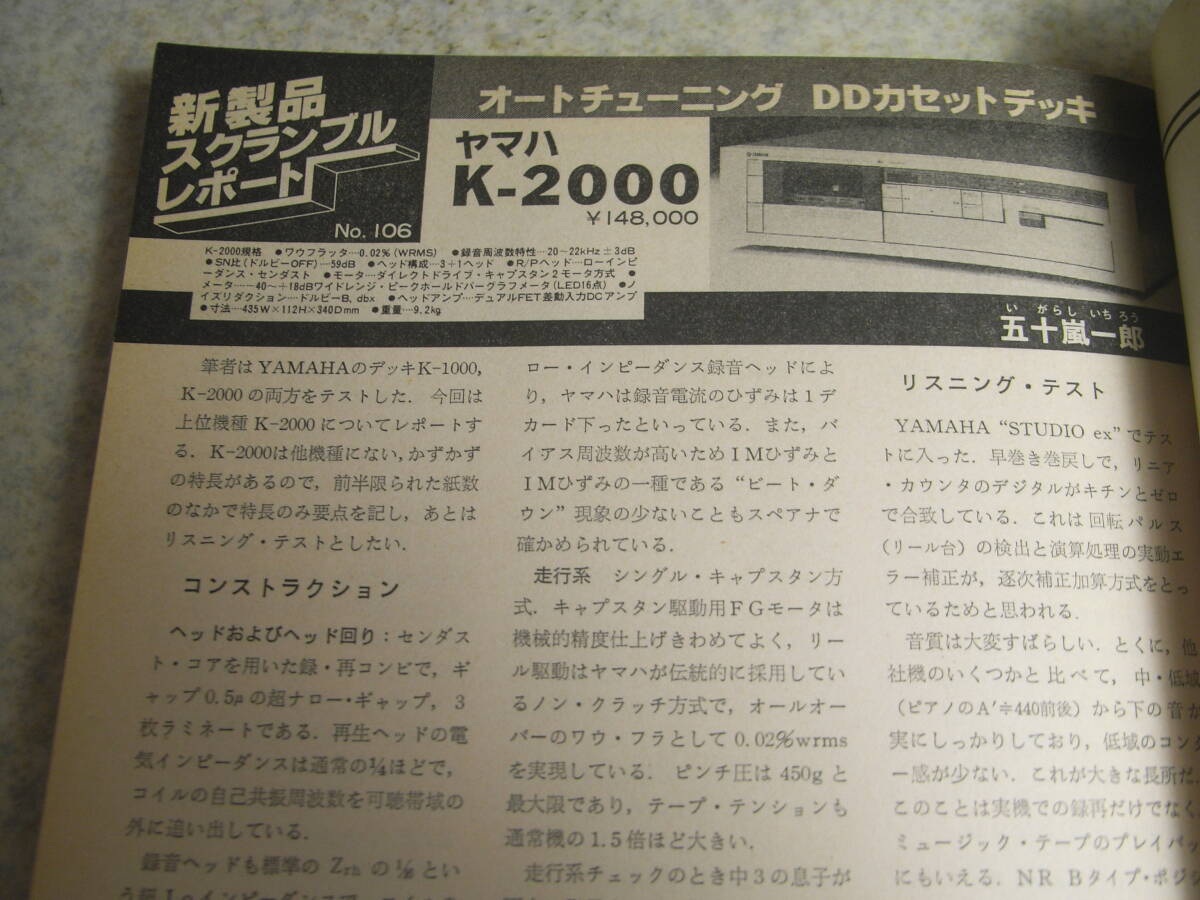 新製品
スクランブル
レポート
No. 106
オートチューニング DDカセットデッキ
ヤマハ
K-2000
¥148,000
YAMAHA
K-2000規格 ●ワウフラッタ…0.02%(WRMS) ●録音周波数特性…20〜22kHz±3dB
●SN比(ドルビーOFF)…59dB ●ヘッド構成…3+1ヘッド ●R/Pヘッド…ローインピ
ーダンス・センダスト ●モータ…ダイレクトドライブ・キャプスタン2モータ方式 ●
メータ…−40〜+18dBワイドレンジ・ピークホールドバーグラフメータ(LED16点) ●ノ
イズリダクション…ドルビーB, dbx ●ヘッドアンプ…デュアルFET差動入力DCアンプ
●寸法…435W×112H×340Dmm ●重量…9.2kg
い がらし いち ろう
五十嵐一郎
筆者はYAMAHAのデッキK-1000,
K-2000の両方をテストした. 今回は
上位機種K-2000についてレポートす
る. K-2000は他機種にない, かずかず
の特長があるので, 前半限られた紙数
のなかで特長のみ要点を記し, あとは
リスニング・テストとしたい.
コンストラクション
ヘッドおよびヘッド回り：センダス
ト・コアを用いた録・再コンビで, ギ
ャップ0.5μの超ナロー・ギャップ, 3
枚ラミネートである. 再生ヘッドの電
気インピーダンスは通常の¼ほどで,
コイルの自己共振周波数を可聴帯域の
外に追い出している.
録音ヘッドも標準のZrhの という
ロー・インピーダンス録音ヘッドによ
り, ヤマハは録音電流のひずみは1デ
カード下ったといっている. また, バ
イアス周波数が高いためIMひずみと
IMひずみの一種である“ビート・ダ
ウン”現象の少ないこともスペアナで
確かめられている.
走行系 シングル・キャプスタン方
式. キャプスタン駆動用FGモータは
機械的精度仕上げきわめてよく, リー
ル駆動はヤマハが伝統的に採用してい
るノン・クラッチ方式で, オールオー
バーのワウ・フラとして0.02%wrms
を実現している. ピンチ圧は450gと
最大限であり, テープ・テンションも
通常機の1.5倍ほど大きい.
走行系チェックのとき中3の息子が
リスニング・テスト
YAMAHA “STUDIO ex”でテス
トに入った. 早巻き巻戻しで, リニア
・カウンタのデジタルがキチンとゼロ
で合致している. これは回転パルス
(リール台)の検出と演算処理の実動エ
ラー補正が, 逐次補正加算方式をとっ
ているためと思われる.
音質は大変すばらしい. とくに, 他
社機のいくつかと比べて, 中・低域
(ピアノのA'≑440前後)から下の音が
実にしっかりしており, 低域のコンタ
ー感が少ない. これが大きな長所だ.
このことは実機での録再だけでなく,
ミュージック・テープのプレイバッ
にもいえる. NR Bタイプ・ポジシ